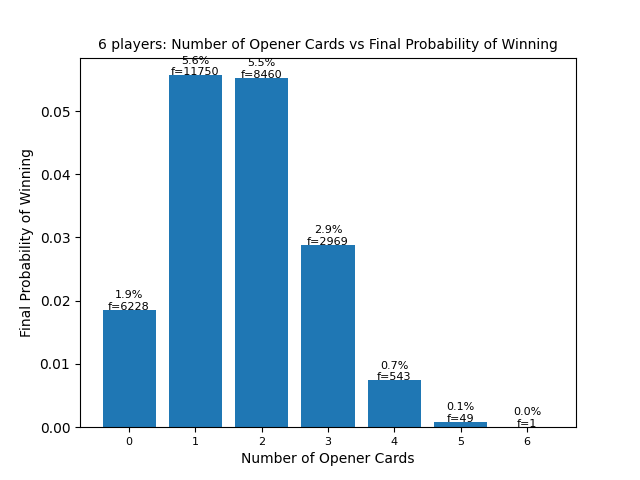 6 players: Number of Opener Cards vs Final Probability of Winning
5.6%
f=11750
5.5%
f=8460
2.9%
f=2969
1.9%
f=6228
0.7%
f=543
0.1%
f=49
0.0%
f=1
0.05
0.04
0.03
0.02
0.01
0.00
Final Probability of Winning
0 1 2 3 4 5 6
Number of Opener Cards